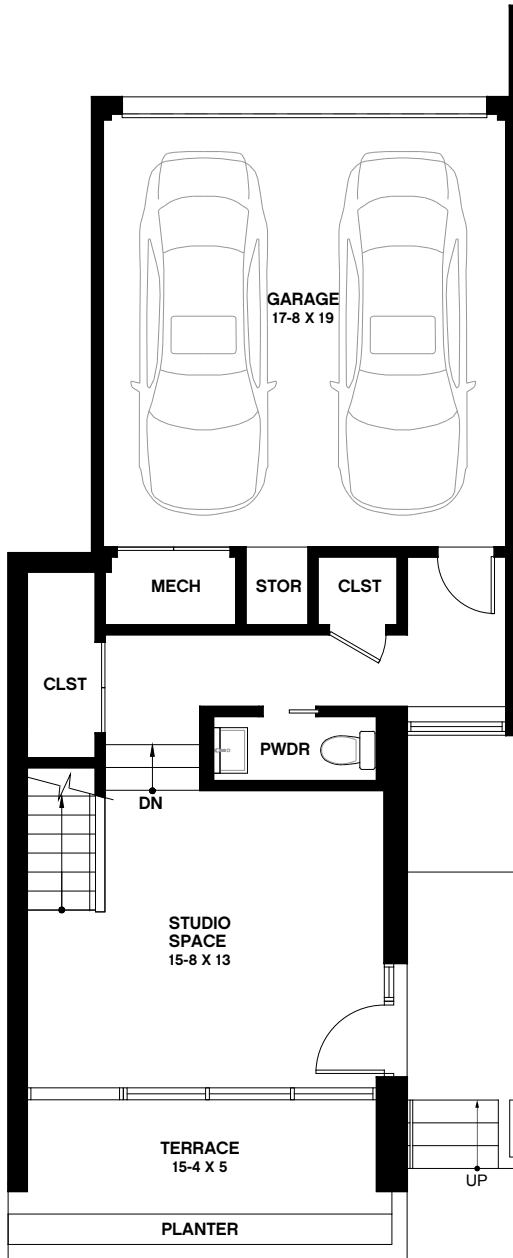 GARAGE
17-8 X 19
MECH
STOR
CLST
CLST
PWDR
DN
STUDIO
SPACE
15-8 X 13
TERRACE
15-4 X 5
UP
PLANTER